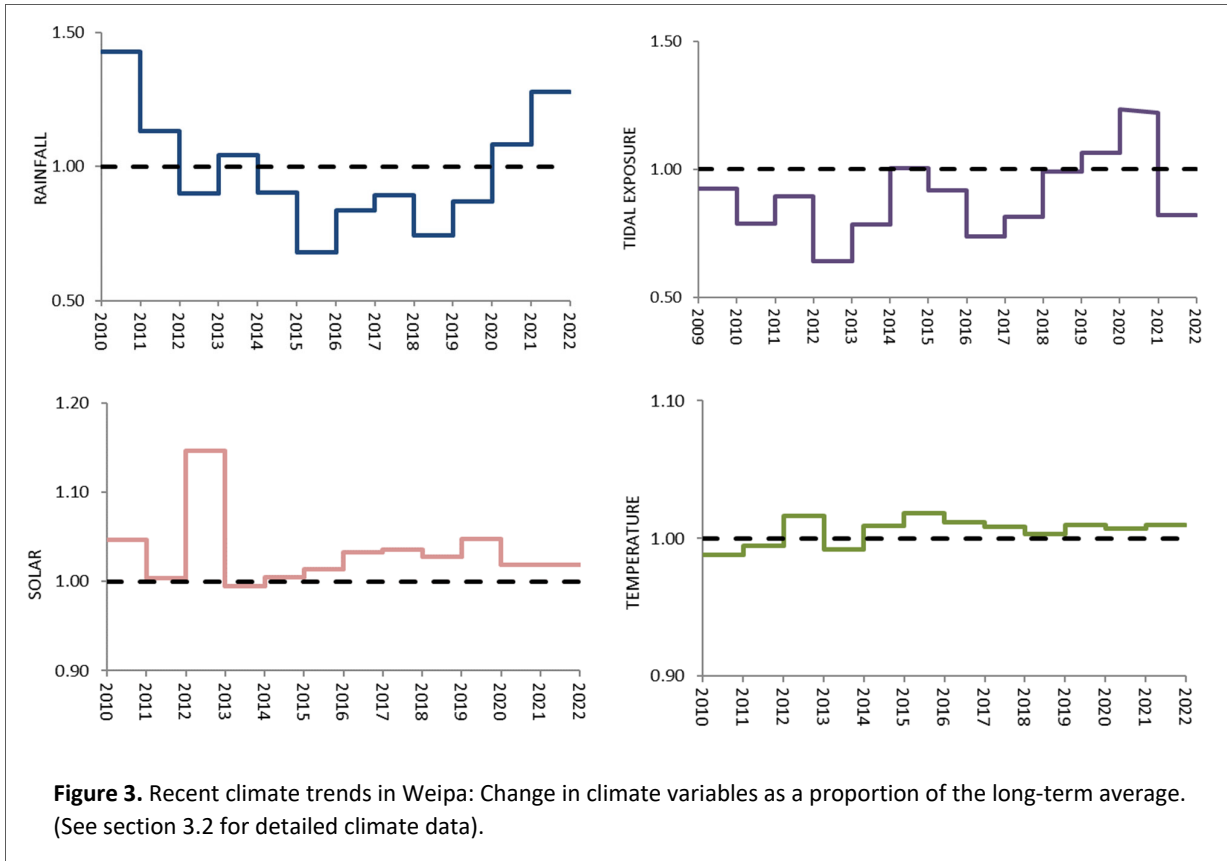 1.50
1.00
0.50
RAINFALL
2010 2011 2012 2013 2014 2015 2016 2017 2018 2019 2020 2021 2022
1.50
1.00
0.50
TIDAL EXPOSURE
2009 2010 2011 2012 2013 2014 2015 2016 2017 2018 2019 2020 2021 2022
1.20
1.10
1.00
0.90
SOLAR
2010 2011 2012 2013 2014 2015 2016 2017 2018 2019 2020 2021 2022
1.10
1.00
0.90
TEMPERATURE
2010 2011 2012 2013 2014 2015 2016 2017 2018 2019 2020 2021 2022
Figure 3. Recent climate trends in Weipa: Change in climate variables as a proportion of the long-term average.
(See section 3.2 for detailed climate data).